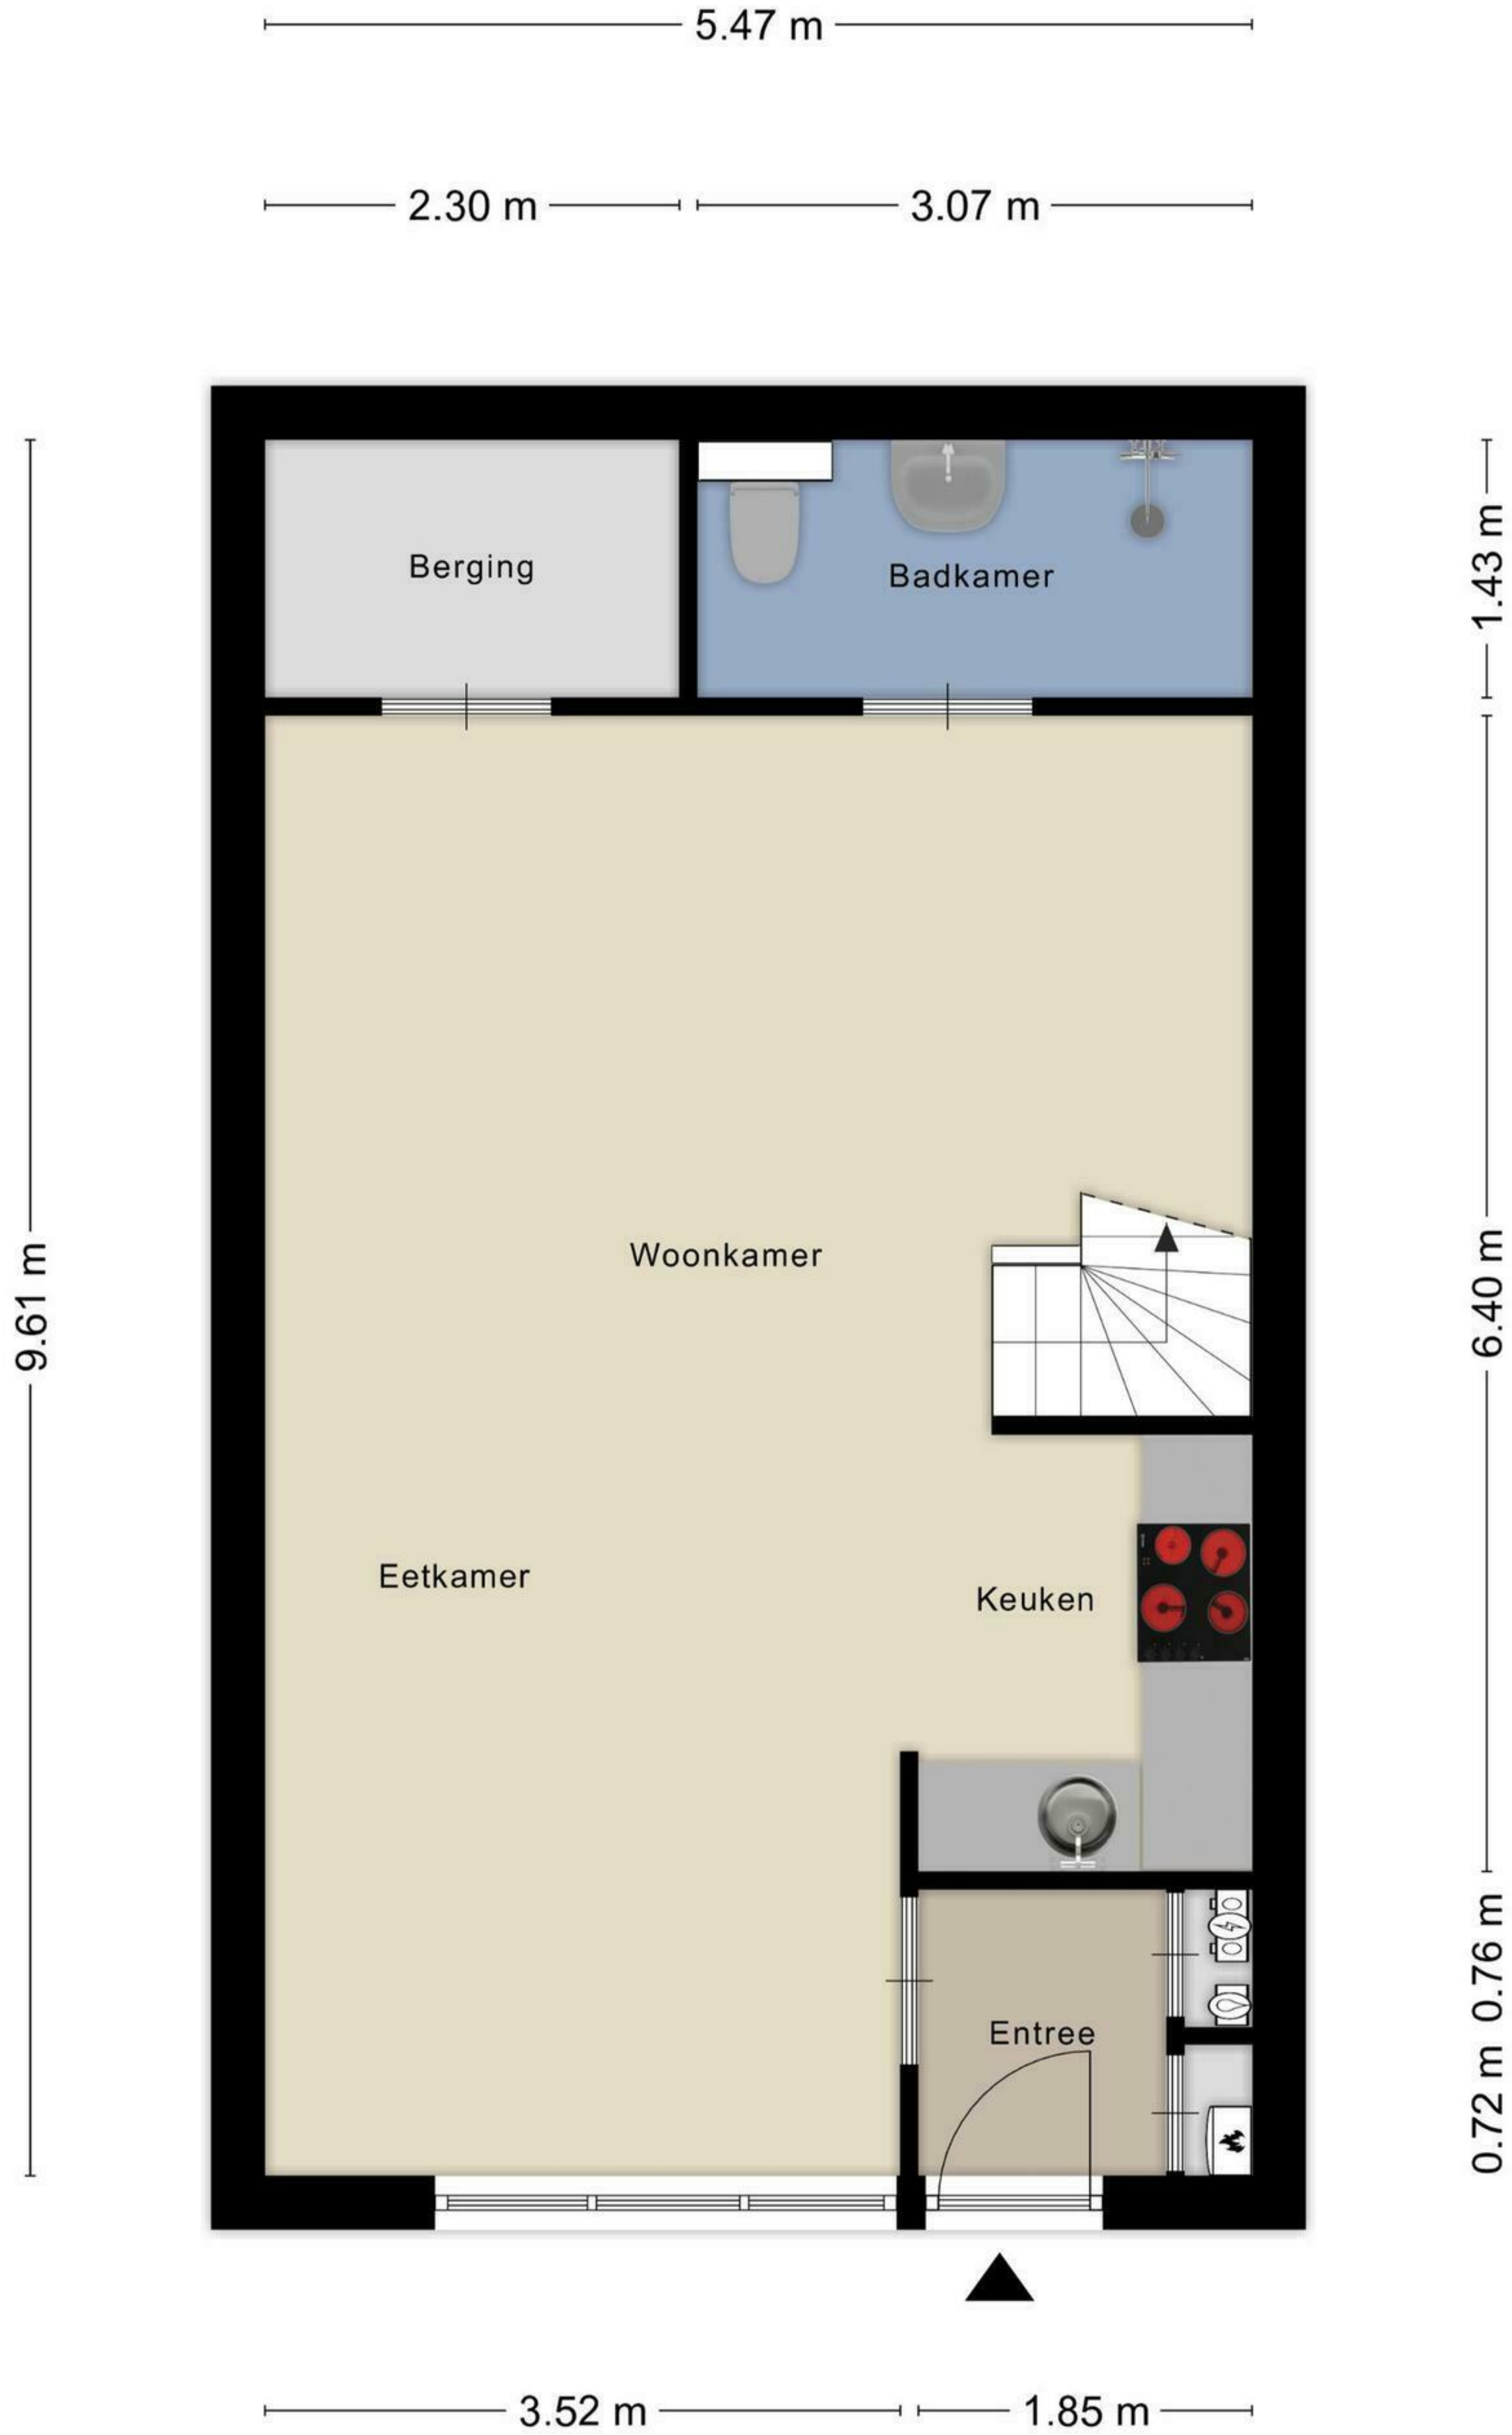 5.47 m
2.30 m
3.07 m
Berging
Badkamer
1.43 m
9.61 m
Woonkamer
6.40 m
Eetkamer
Keuken
0.76 m
Entree
0.72 m
3.52 m
1.85 m